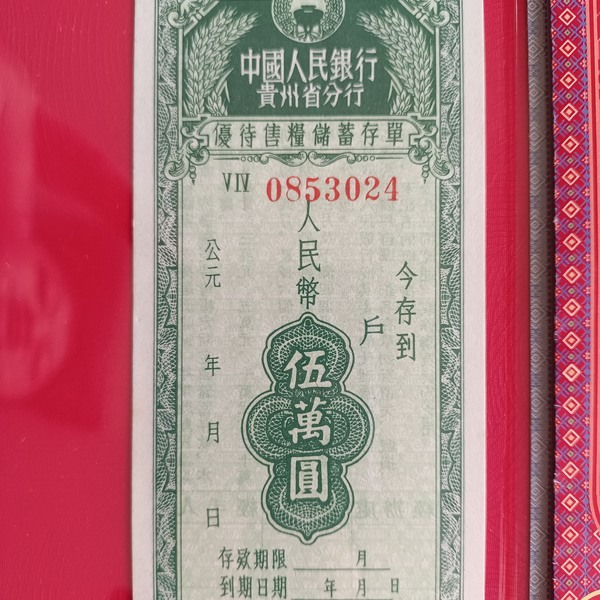 中國人民銀行
貴州省分行
優待售糧儲蓄存單
VIV 0853024
今存到
戶
人民幣
伍萬圓
公元 年 月 日
存款期限 月
到期日期 年 月 日